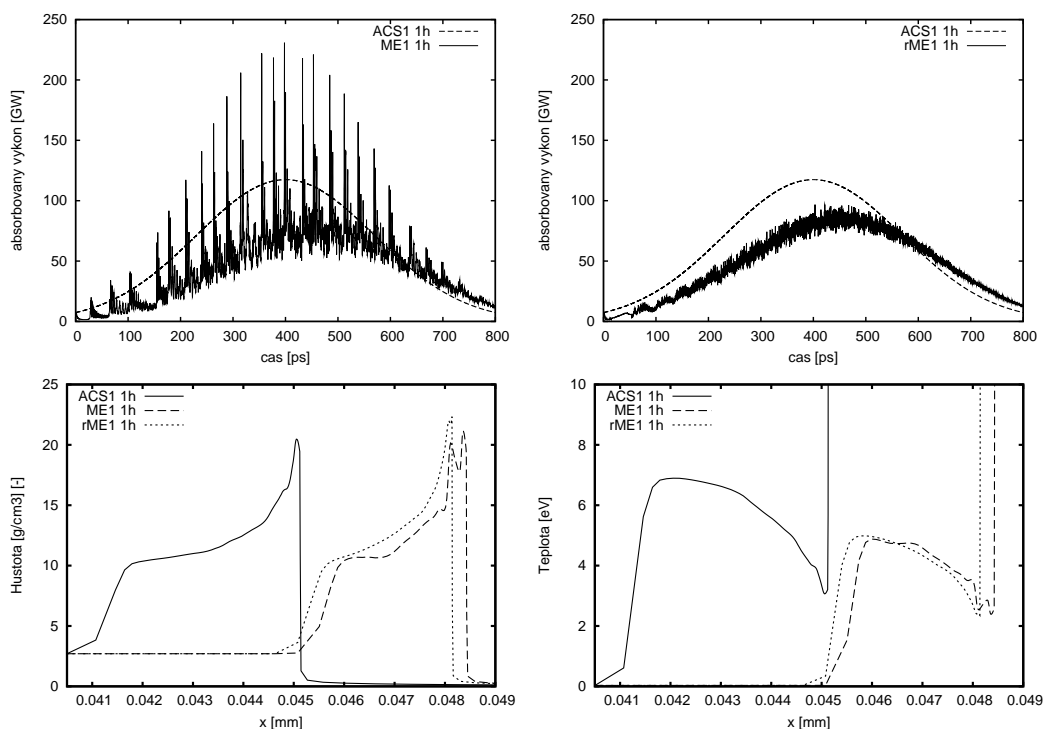 250
200
150
100
50
0
absorbovany vykon [GW]
ACS1 1h
ME1 1h
0 100 200 300 400 500 600 700 800
cas [ps]
250
200
150
100
50
0
absorbovany vykon [GW]
ACS1 1h
rME1 1h
0 100 200 300 400 500 600 700 800
cas [ps]
25
20
15
10
5
0
Hustota [g/cm3] [-]
ACS1 1h
ME1 1h
rME1 1h
0.041 0.042 0.043 0.044 0.045 0.046 0.047 0.048 0.049
x [mm]
10
8
6
4
2
0
Teplota [eV]
ACS1 1h
ME1 1h
rME1 1h
0.041 0.042 0.043 0.044 0.045 0.046 0.047 0.048 0.049
x [mm]